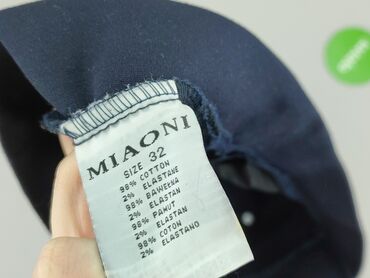 MIAONI
SIZE 32
98% COTTON
2% ELASTANE
98% BAWEŁNA
2% ELASTAN
98% PAMUT
2% ELASTAN
98% COTON
2% ELASTANO